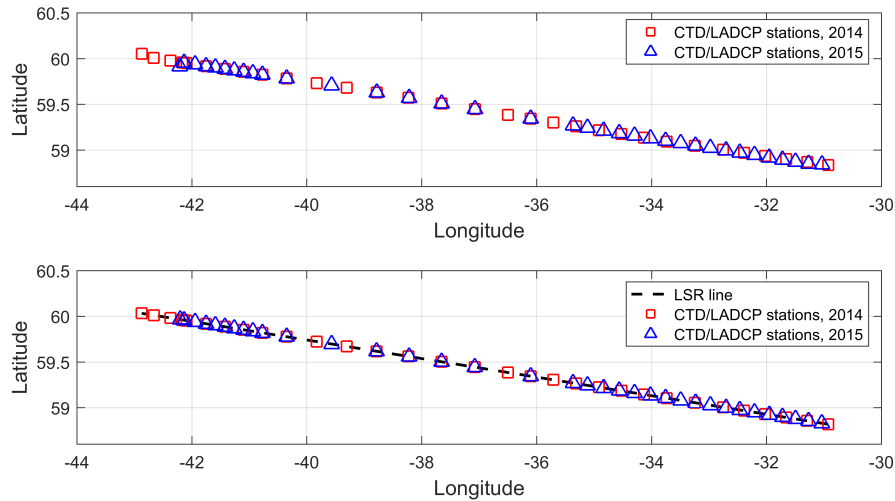 60.5
60
59.5
59
Latitude
CTD/LADCP stations, 2014
CTD/LADCP stations, 2015
-44 -42 -40 -38 -36 -34 -32 -30
Longitude
60.5
60
59.5
59
Latitude
LSR line
CTD/LADCP stations, 2014
CTD/LADCP stations, 2015
-44 -42 -40 -38 -36 -34 -32 -30
Longitude